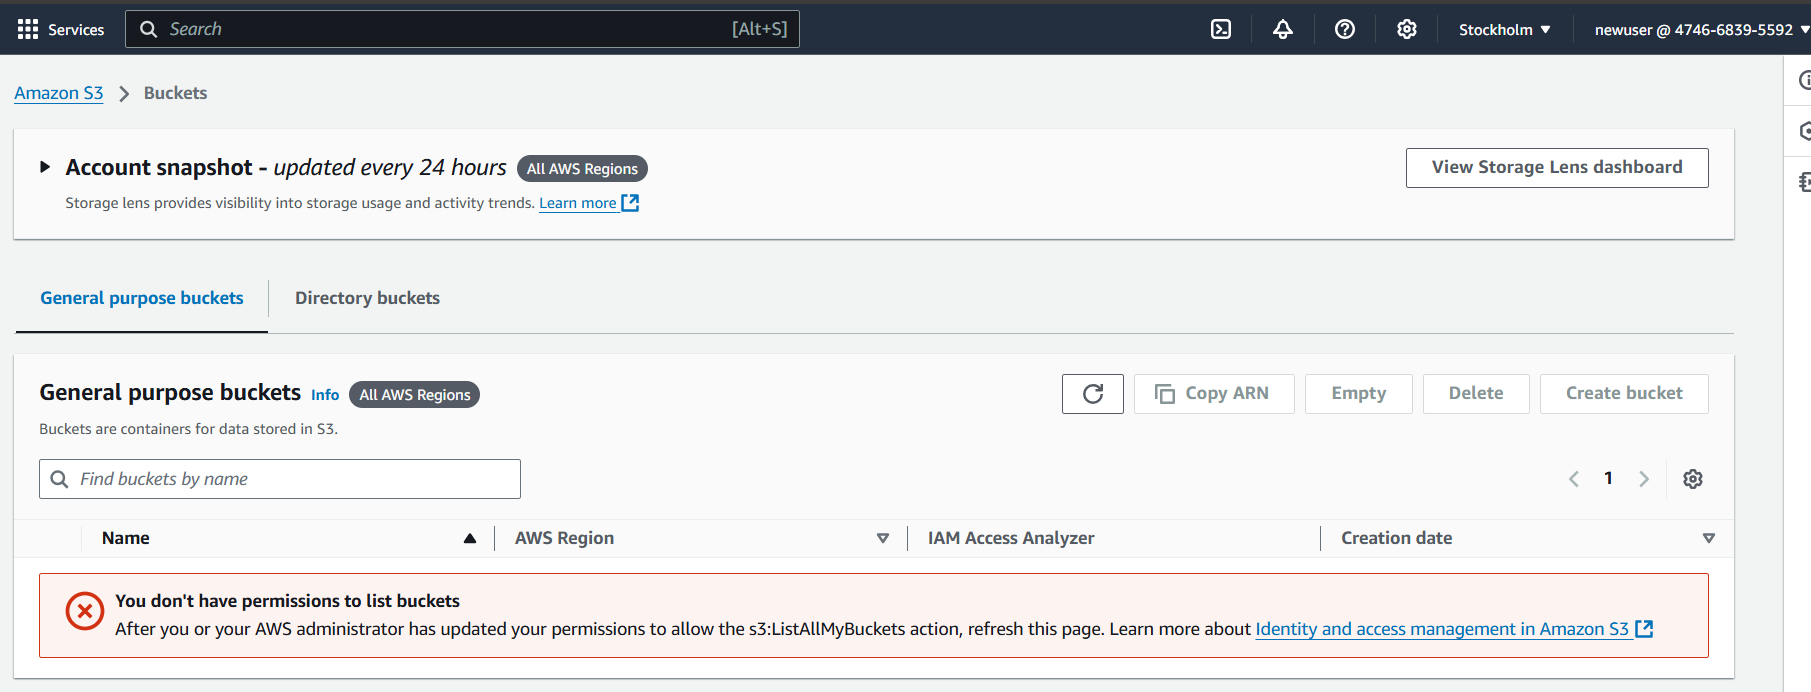 Services
Search [Alt+S]
Stockholm
newuser @ 4746-6839-5592
Amazon S3 > Buckets
Account snapshot - updated every 24 hours All AWS Regions
View Storage Lens dashboard
Storage lens provides visibility into storage usage and activity trends. Learn more
General purpose buckets
Directory buckets
General purpose buckets Info All AWS Regions
Copy ARN
Empty
Delete
Create bucket
Buckets are containers for data stored in S3.
Find buckets by name
1
Name
AWS Region
IAM Access Analyzer
Creation date
You don't have permissions to list buckets
After you or your AWS administrator has updated your permissions to allow the s3:ListAllMyBuckets action, refresh this page. Learn more about Identity and access management in Amazon S3